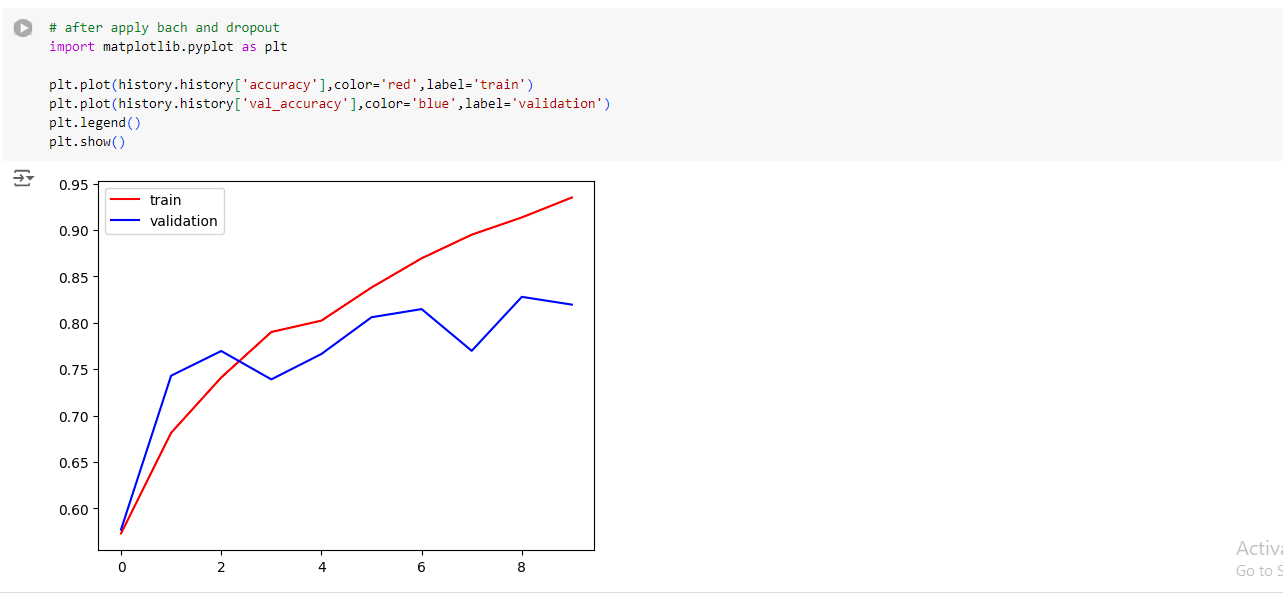 # after apply bach and dropout
import matplotlib.pyplot as plt
plt.plot(history.history['accuracy'],color='red',label='train')
plt.plot(history.history['val_accuracy'],color='blue',label='validation')
plt.legend()
plt.show()
0.95
train
validation
0.90
0.85
0.80
0.75
0.70
0.65
0.60
0 2 4 6 8
Activa
Go to S